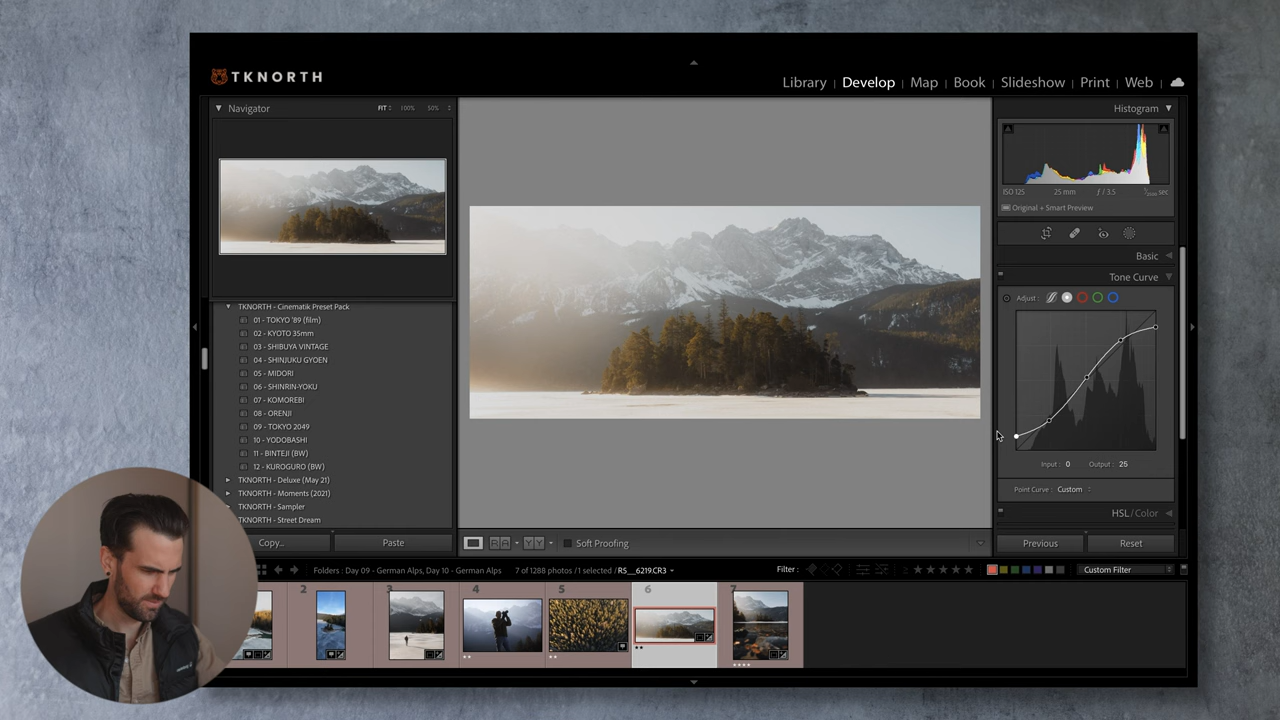 TKNORTH
Library | Develop | Map | Book | Slideshow | Print | Web
Navigator
FIT 100% 50%
TKNORTH - Cinematik Preset Pack
01 - TOKYO '89 (film)
02 - KYOTO 35mm
03 - SHIBUYA VINTAGE
04 - SHINJUKU GYOEN
05 - MIDORI
06 - SHINRIN-YOKU
07 - KOMOREBI
08 - ORENJI
09 - TOKYO 2049
10 - YODOBASHI
11 - BINTEJI (BW)
12 - KUROGURO (BW)
TKNORTH - Deluxe (May 21)
TKNORTH - Moments (2021)
TKNORTH - Sampler
TKNORTH - Street Dream
Copy...
Paste
Soft Proofing
Histogram
ISO 125 25 mm ƒ / 3.5 sec
Original + Smart Preview
Basic
Tone Curve
Adjust :
Input : 0 Output : 25
Point Curve : Custom
HSL / Color
Previous
Reset
Folders : Day 09 - German Alps, Day 10 - German Alps 7 of 1288 photos / 1 selected / R5__6219.CR3
Filter :
Custom Filter
2
3
4
5
6
7